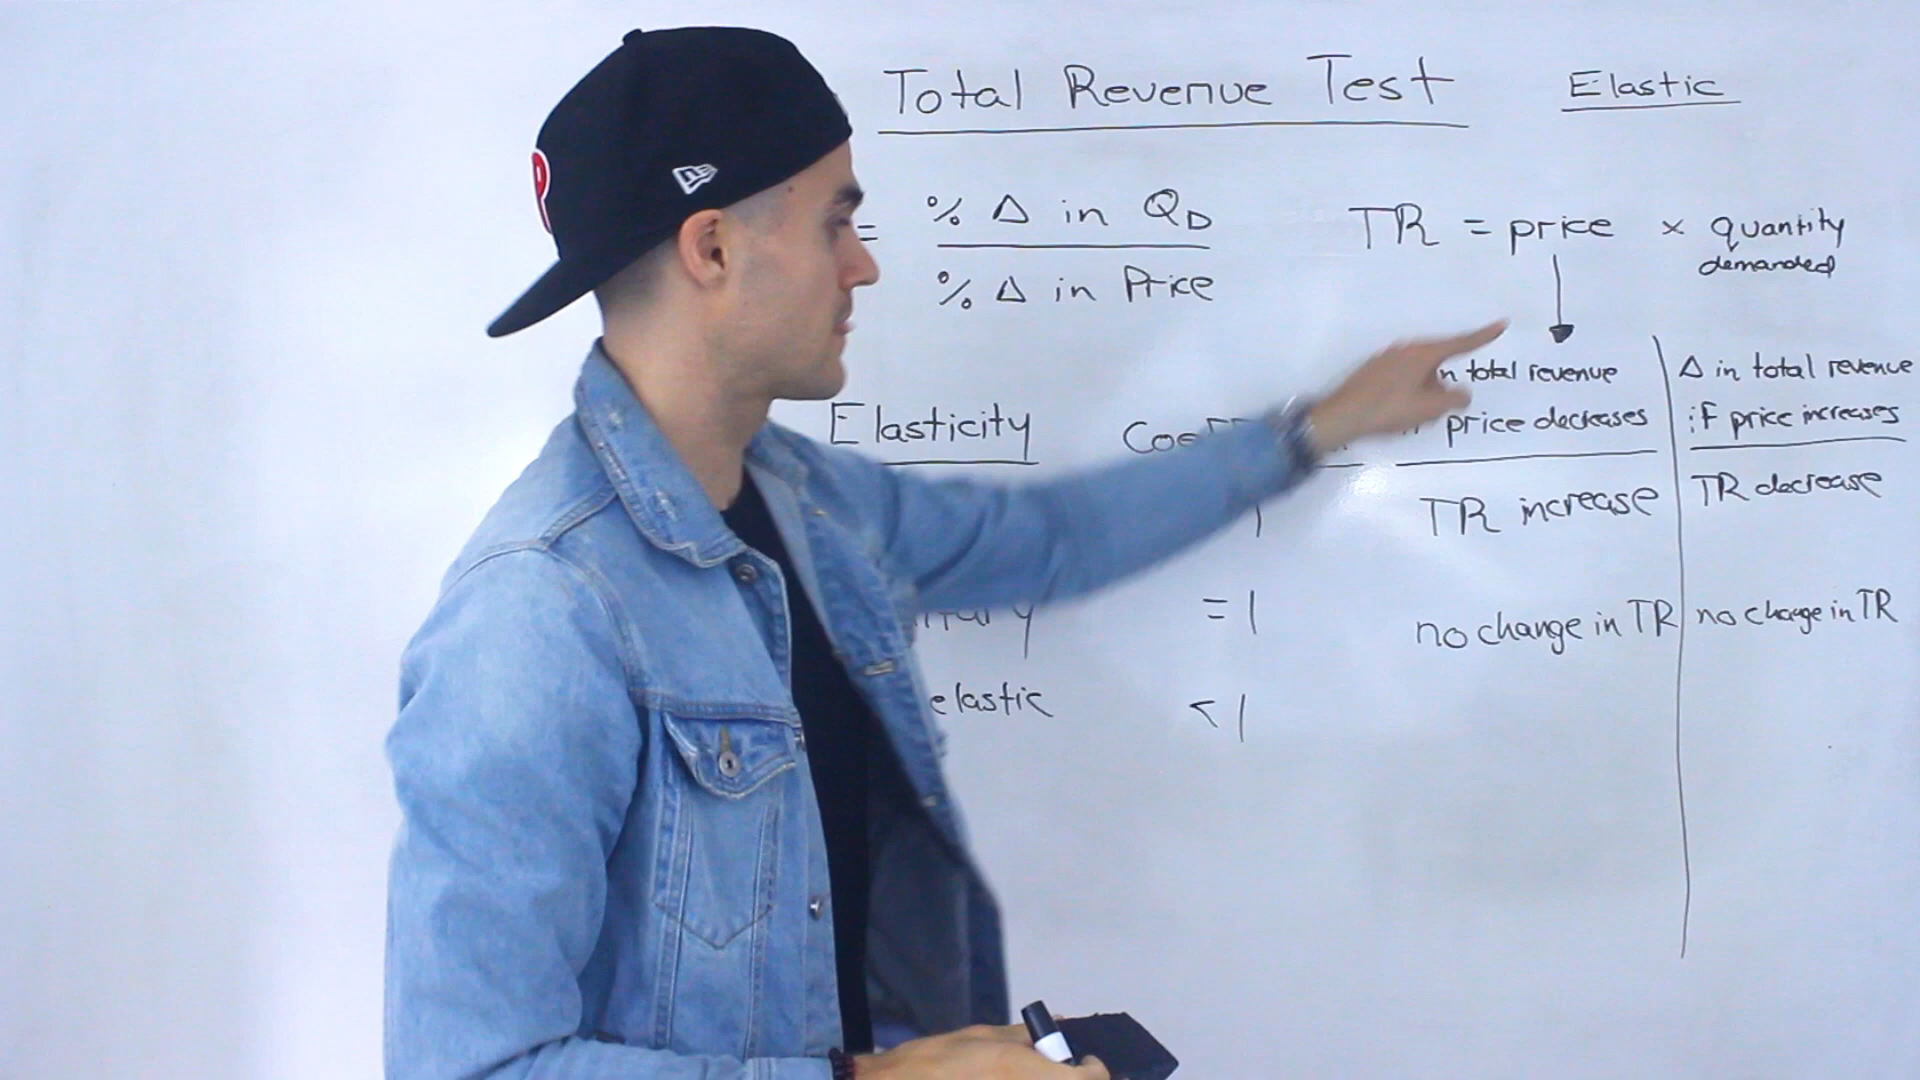 Total Revenue Test
Elastic
= % Δ in QD
% Δ in Price
TR = price × quantity
demanded
total revenue
price decreases
Δ in total revenue
if price increases
Elasticity
TR increase
TR decrease
= 1
no change in TR
no change in TR
elastic
< 1
P